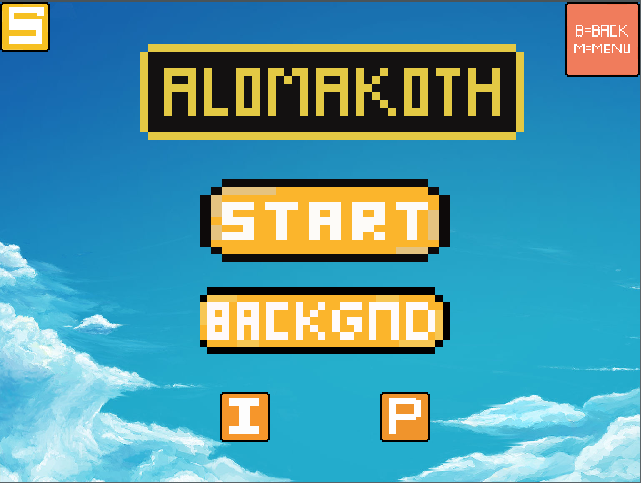 S
B=BACK
M=MENU
ALOMAKOTH
START
BACKGND
I
P